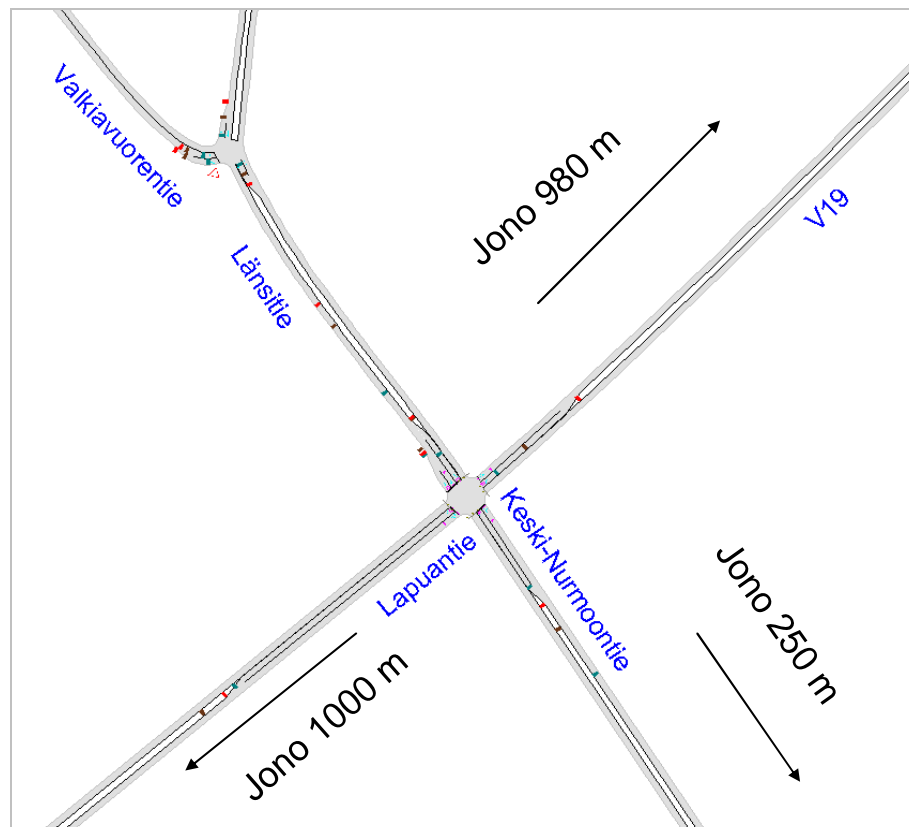 Valkiavuorentie
Jono 980 m
V19
Länsitie
Keski-Nurmoontie
Lapuantie
Jono 250 m
Jono 1000 m